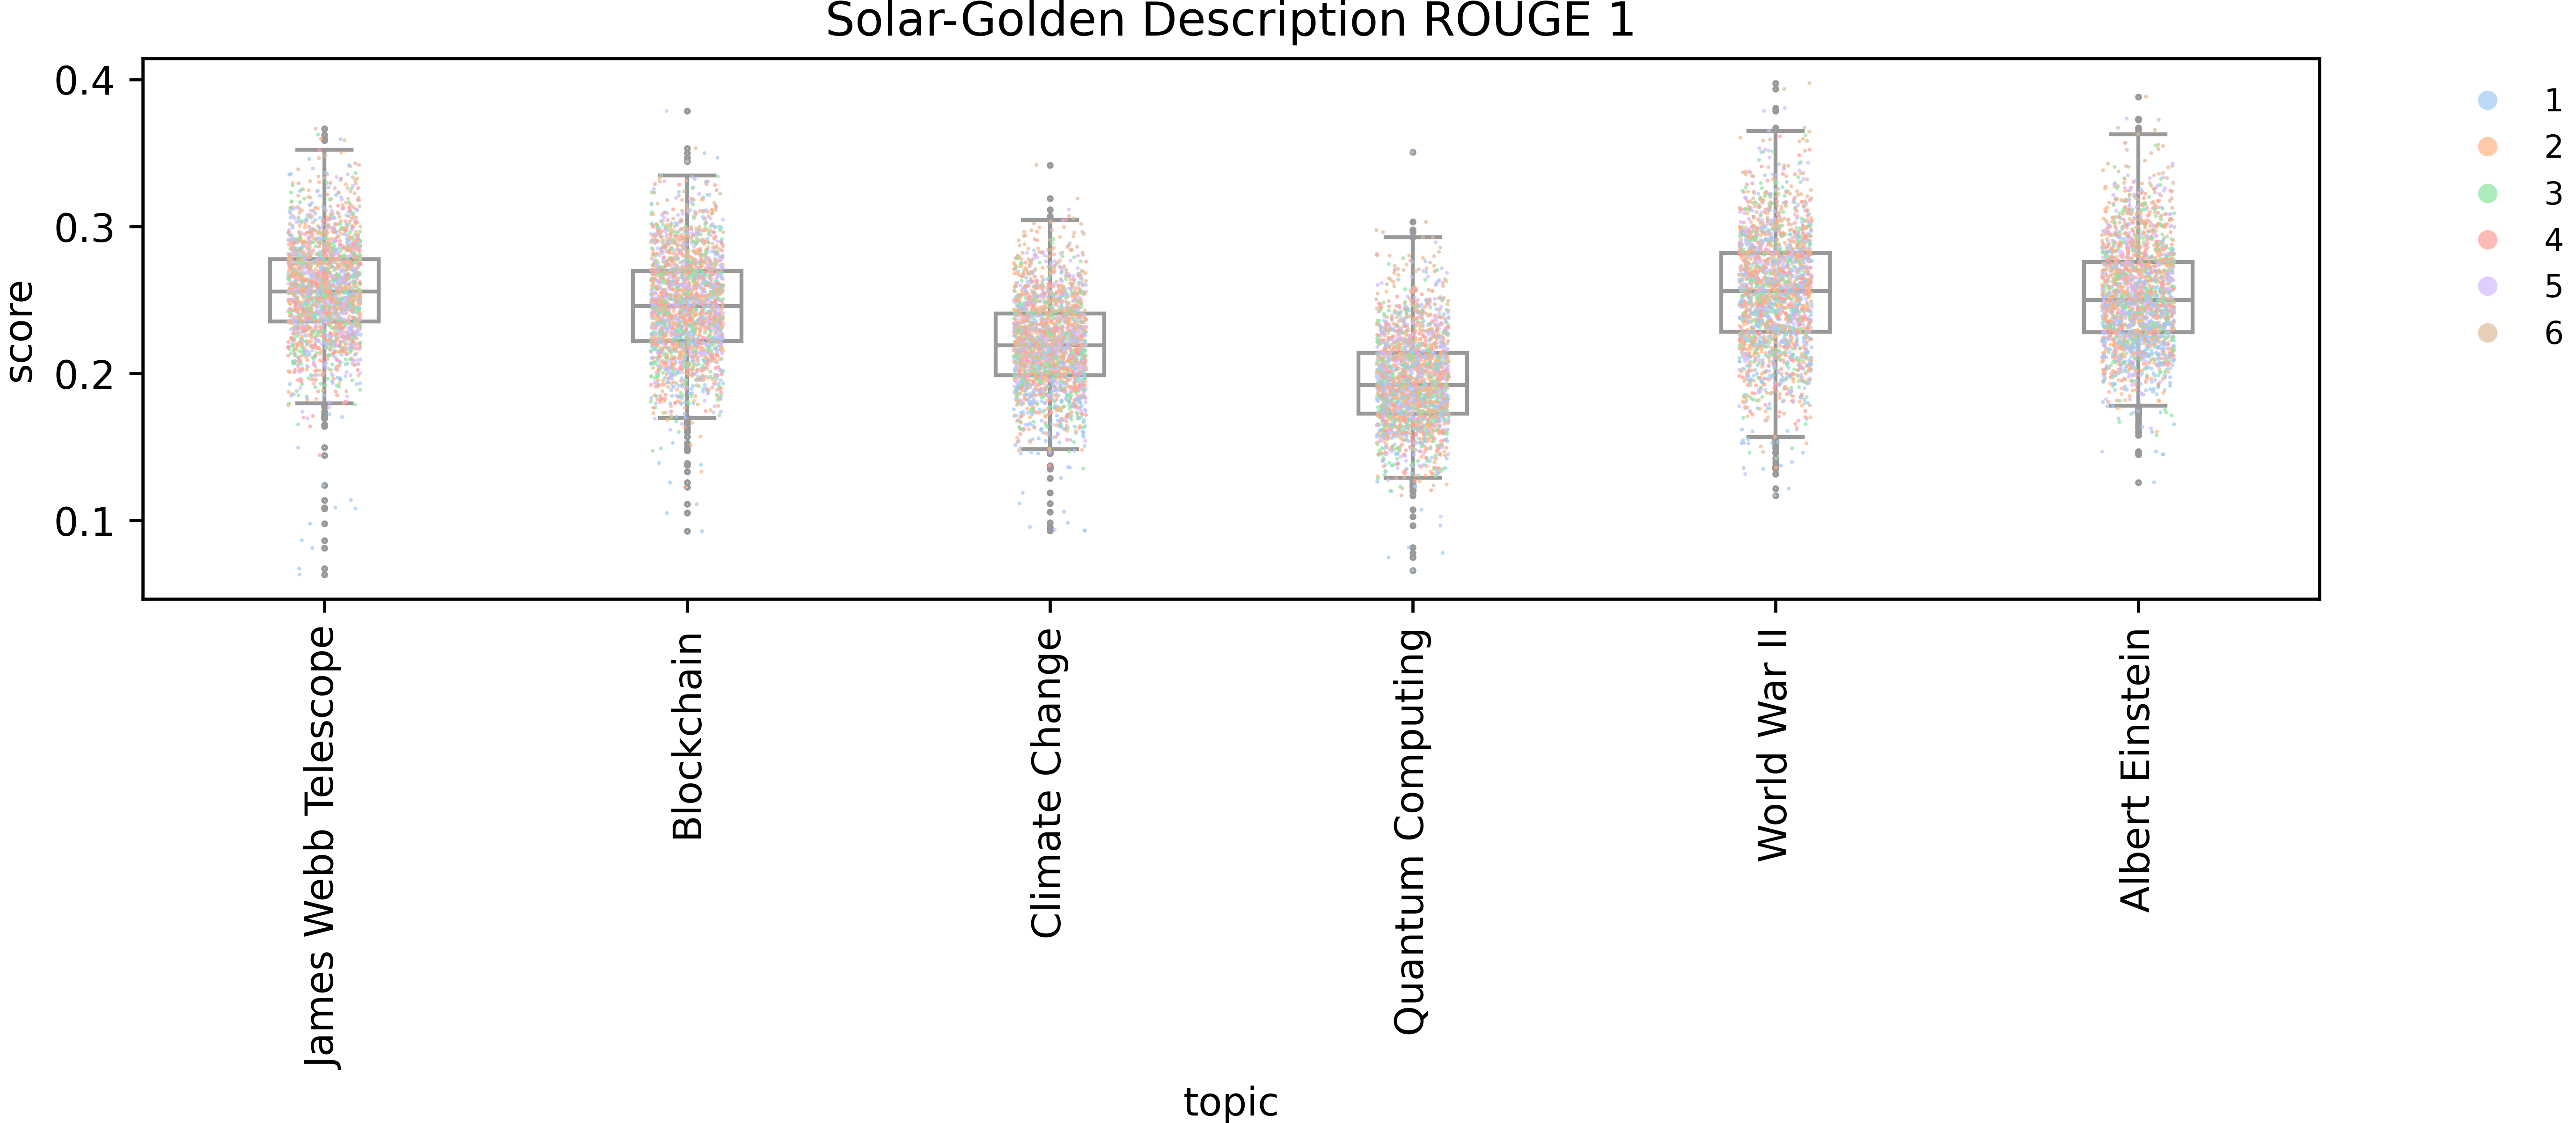 Solar-Golden Description ROUGE 1
score
0.4
0.3
0.2
0.1
James Webb Telescope
Blockchain
Climate Change
Quantum Computing
World War II
Albert Einstein
topic
1
2
3
4
5
6